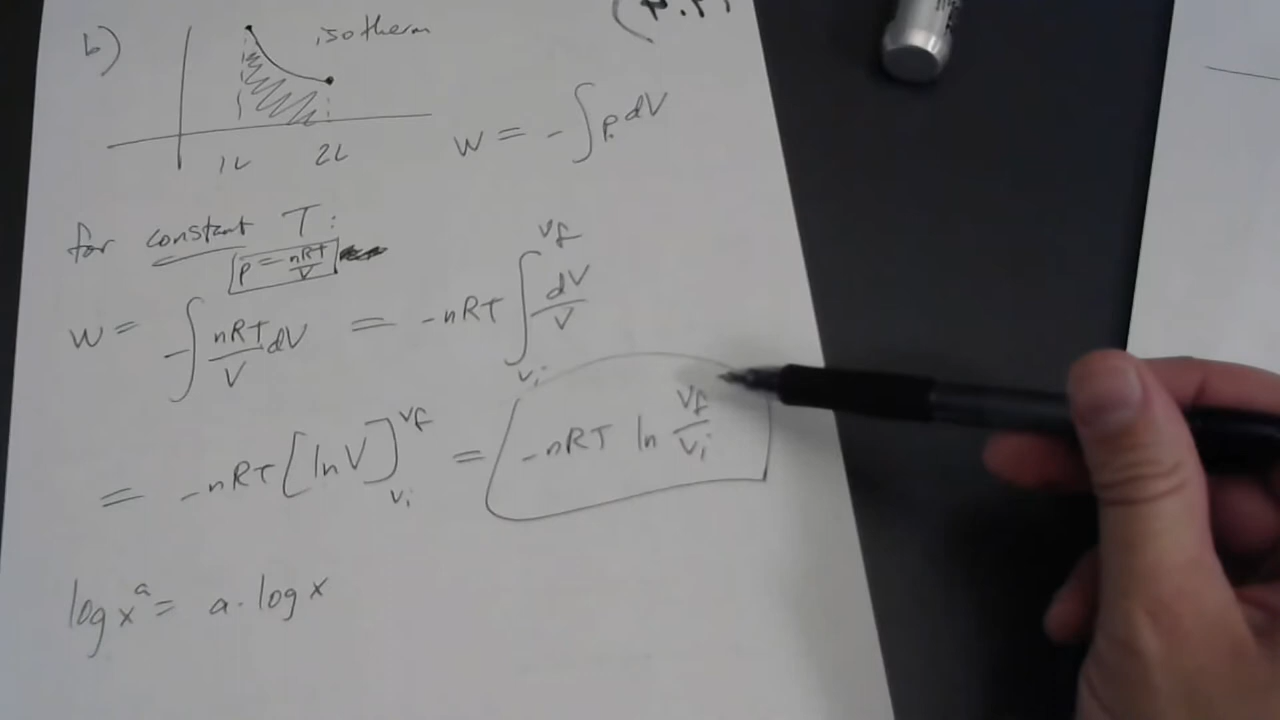 b)
isotherm
1L 2L
W = -∫ p dV
for constant T:
p = nRT/V
W = -∫ nRT/V dV = -nRT ∫_{Vi}^{Vf} dV/V
= -nRT [ln V]_{Vi}^{Vf} = -nRT ln Vf/Vi
log x^a = a · log x